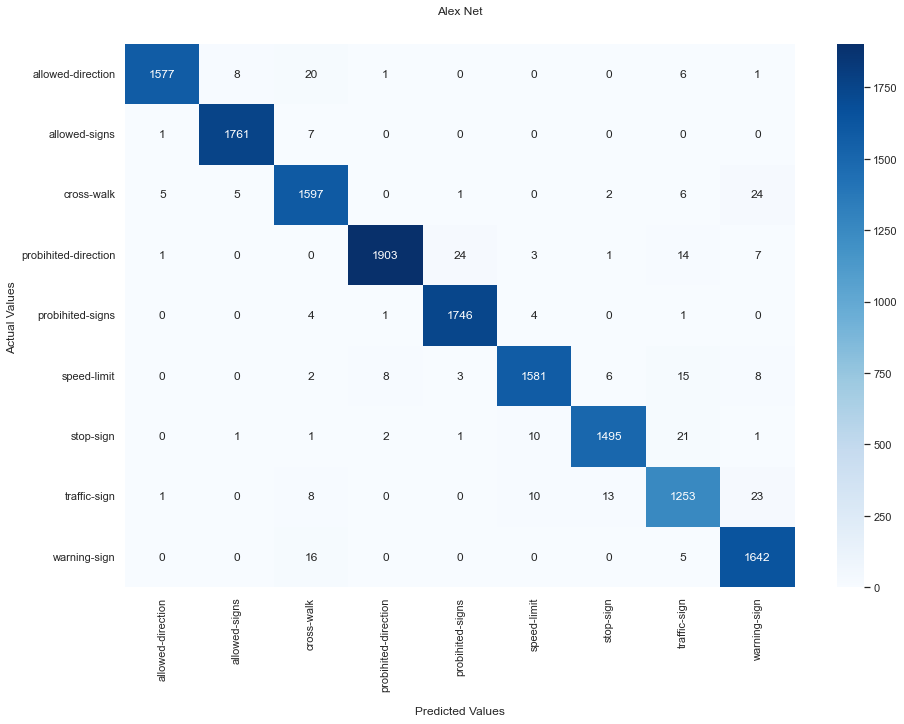 Alex Net
allowed-direction 1577 8 20 1 0 0 0 6 1
allowed-signs 1 1761 7 0 0 0 0 0 0
cross-walk 5 5 1597 0 1 0 2 6 24
probihited-direction 1 0 0 1903 24 3 1 14 7
probihited-signs 0 0 4 1 1746 4 0 1 0
speed-limit 0 0 2 8 3 1581 6 15 8
stop-sign 0 1 1 2 1 10 1495 21 1
traffic-sign 1 0 8 0 0 10 13 1253 23
warning-sign 0 0 16 0 0 0 0 5 1642
Actual Values
allowed-direction
allowed-signs
cross-walk
probihited-direction
probihited-signs
speed-limit
stop-sign
traffic-sign
warning-sign
Predicted Values
1750
1500
1250
1000
750
500
250
0